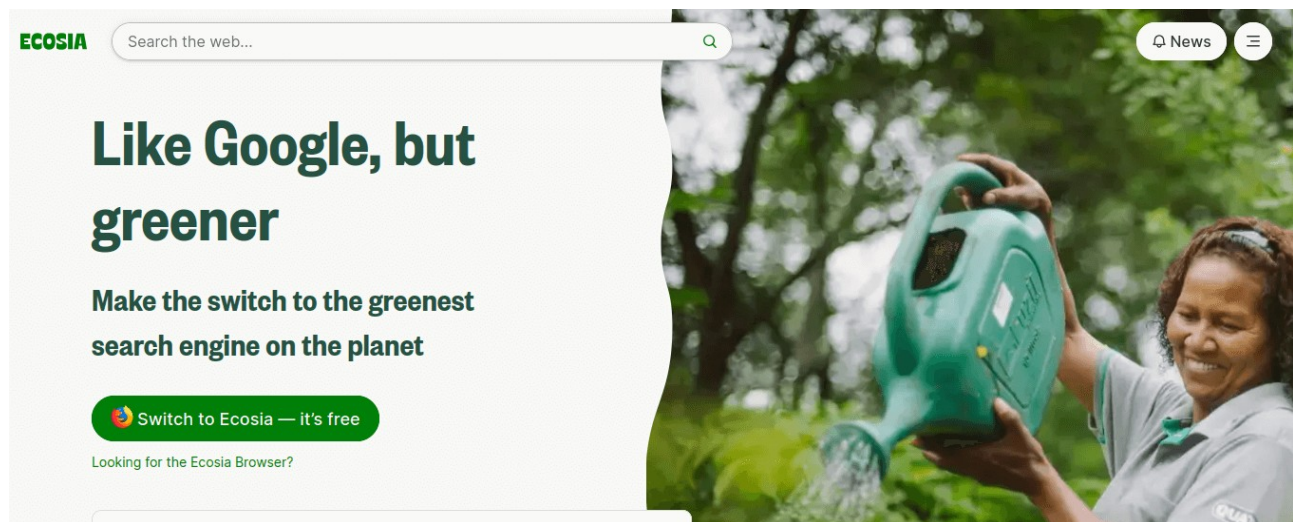 ECOSIA
Search the web...
News
Like Google, but
greener
Make the switch to the greenest
search engine on the planet
Switch to Ecosia — it's free
Looking for the Ecosia Browser?